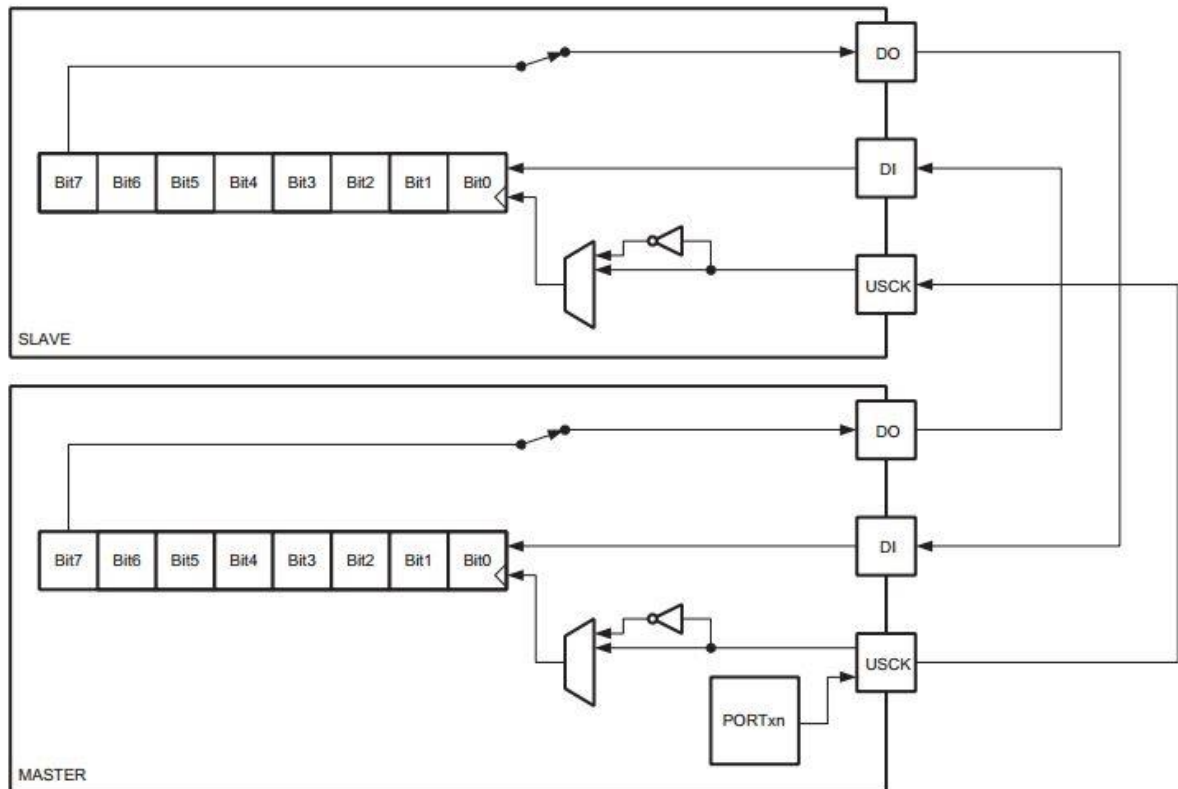 DO
Bit7 Bit6 Bit5 Bit4 Bit3 Bit2 Bit1 Bit0
DI
USCK
SLAVE
DO
Bit7 Bit6 Bit5 Bit4 Bit3 Bit2 Bit1 Bit0
DI
USCK
PORTxn
MASTER